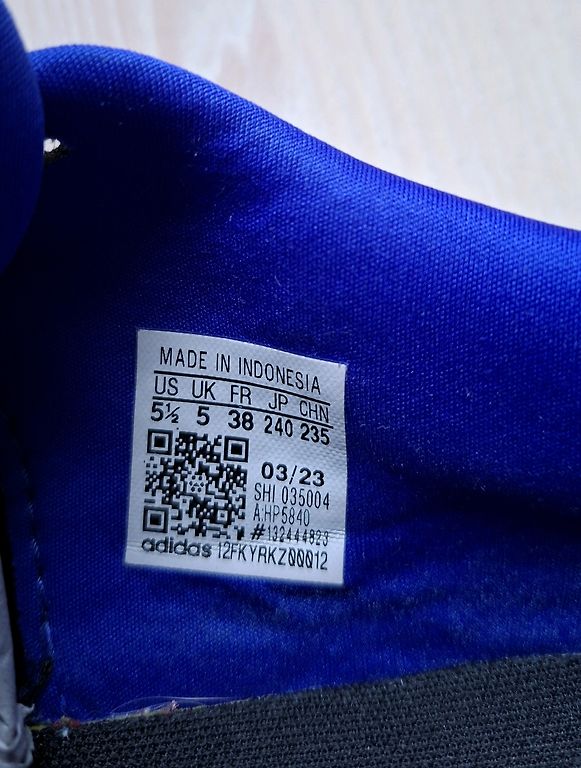 MADE IN INDONESIA
US UK FR JP CHN
5½ 5 38 240 235
03/23
SHI 035004
A:HP5840
#132444823
adidas 12FKYRKZ00012